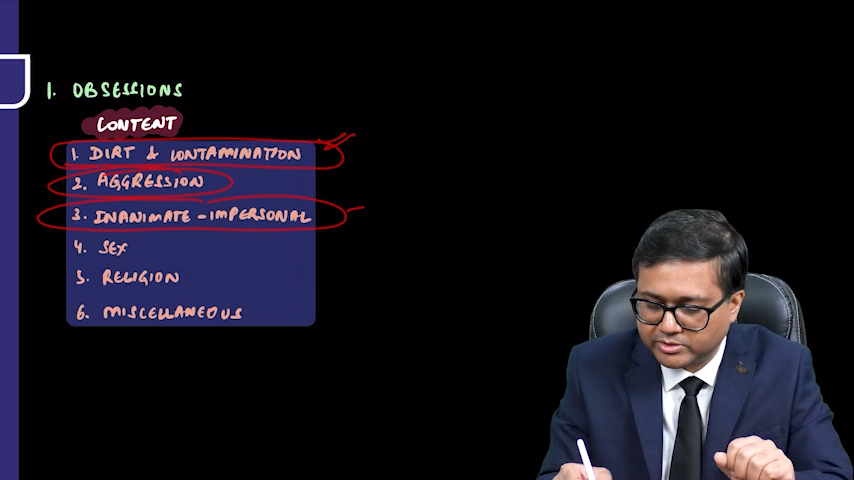 1. OBSESSIONS
CONTENT
1. DIRT & CONTAMINATION
2. AGGRESSION
3. INANIMATE - IMPERSONAL
4. SEX
5. RELIGION
6. MISCELLANEOUS